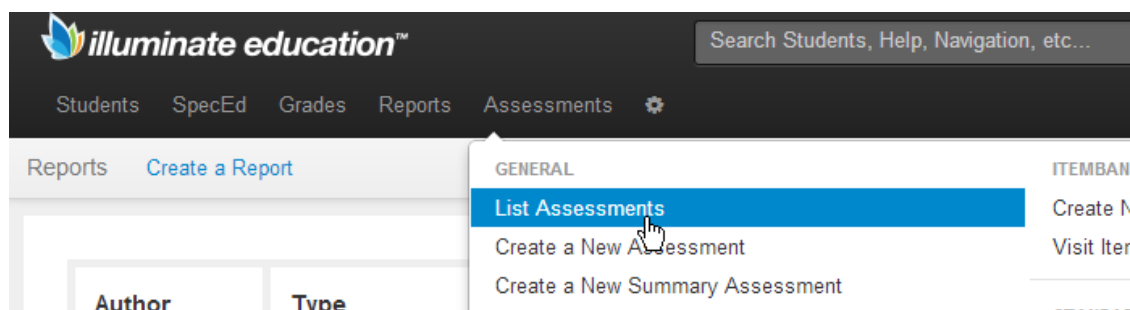 illuminate education™
Search Students, Help, Navigation, etc...
Students SpecEd Grades Reports Assessments
Reports Create a Report
GENERAL
List Assessments
Create a New Assessment
Create a New Summary Assessment
ITEMBAN
Create N
Visit Iter
Author Type